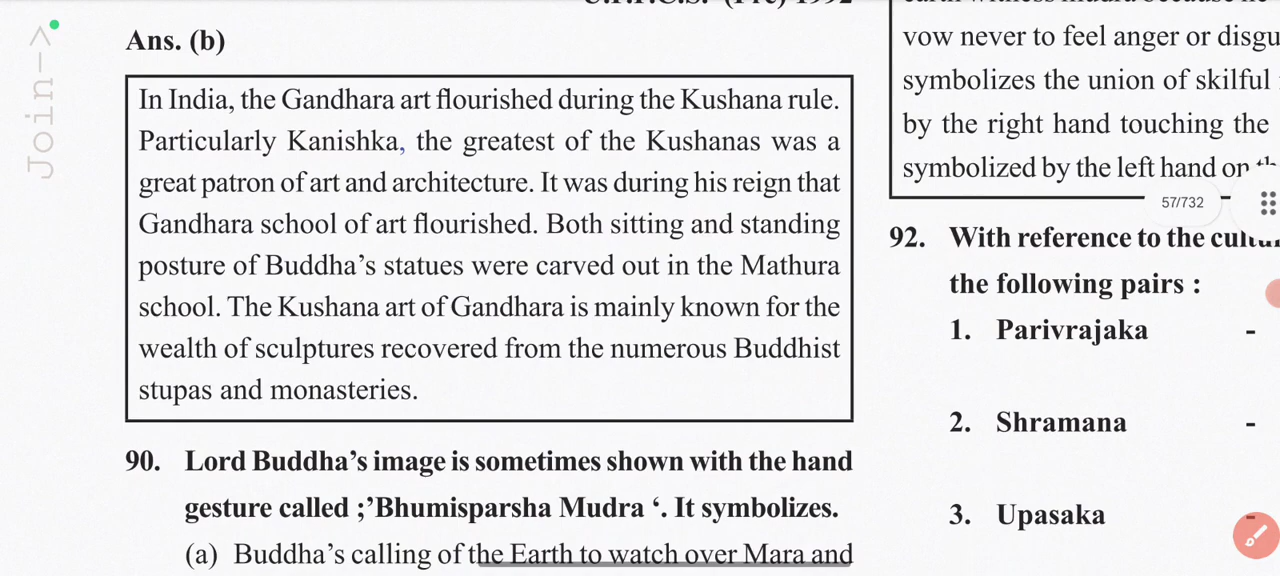 Join->
Ans. (b)
In India, the Gandhara art flourished during the Kushana rule.
Particularly Kanishka, the greatest of the Kushanas was a
great patron of art and architecture. It was during his reign that
Gandhara school of art flourished. Both sitting and standing
posture of Buddha’s statues were carved out in the Mathura
school. The Kushana art of Gandhara is mainly known for the
wealth of sculptures recovered from the numerous Buddhist
stupas and monasteries.
90. Lord Buddha’s image is sometimes shown with the hand
gesture called ;’Bhumisparsha Mudra ‘. It symbolizes.
(a) Buddha’s calling of the Earth to watch over Mara and
vow never to feel anger or
symbolizes the union of skilful
by the right hand touching the
symbolized by the left hand on
57/732
92. With reference to the
the following pairs :
1. Parivrajaka -
2. Shramana -
3. Upasaka -